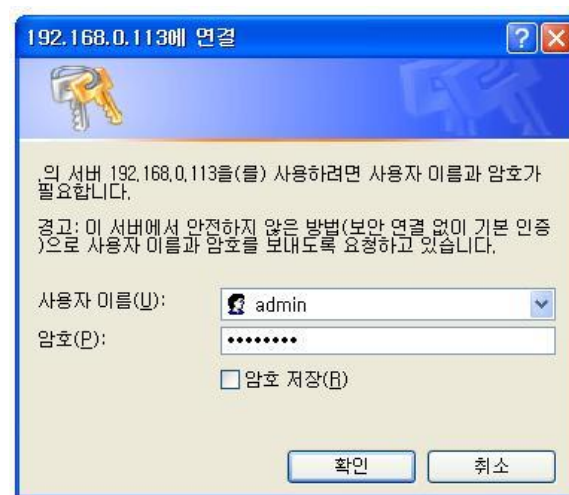 192.168.0.113에 연결
,의 서버 192,168,0,113을(를) 사용하려면 사용자 이름과 암호가
필요합니다,
경고: 이 서버에서 안전하지 않은 방법(보안 연결 없이 기본 인증
)으로 사용자 이름과 암호를 보내도록 요청하고 있습니다,
사용자 이름(U):
admin
암호(P):
••••••••
암호 저장(R)
확인
취소